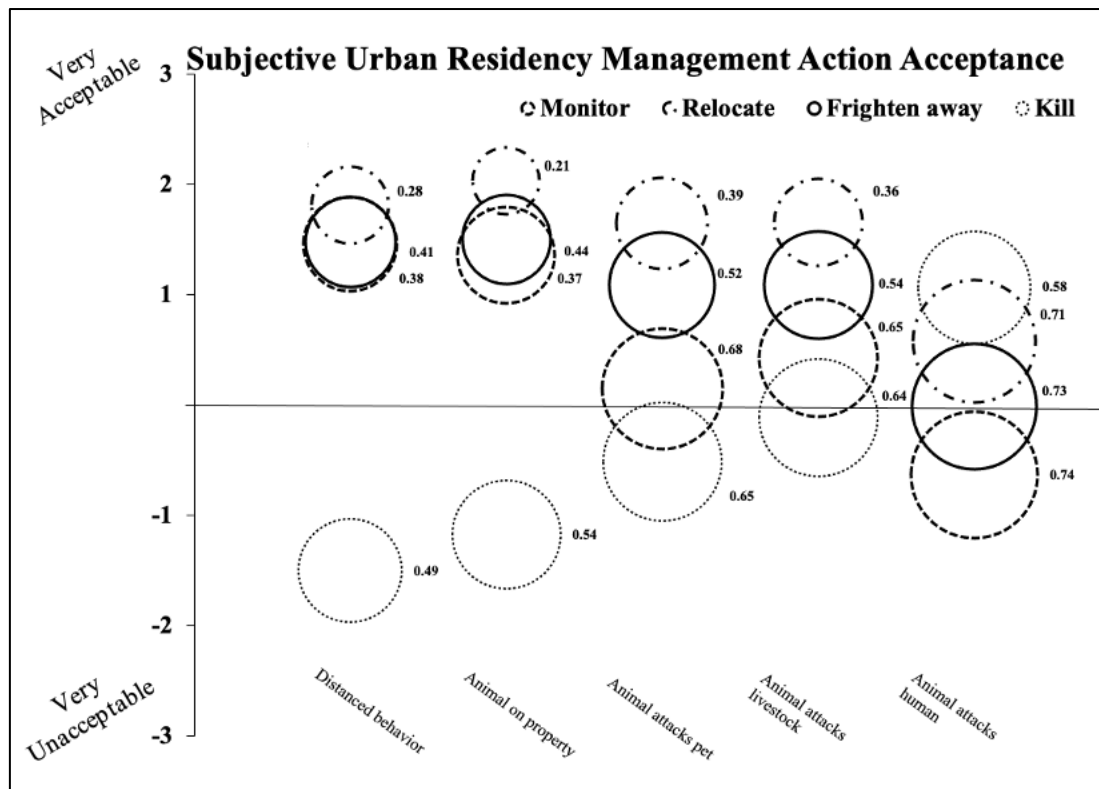 Very
Acceptable
Subjective Urban Residency Management Action Acceptance
Monitor Relocate Frighten away Kill
3
2
1
-1
-2
-3
0.28
0.41
0.38
0.49
0.21
0.44
0.37
0.54
0.39
0.52
0.68
0.65
0.36
0.54
0.65
0.64
0.58
0.71
0.73
0.74
Very
Unacceptable
Distanced behavior
Animal on property
Animal attacks pet
Animal attacks
livestock
Animal attacks
human